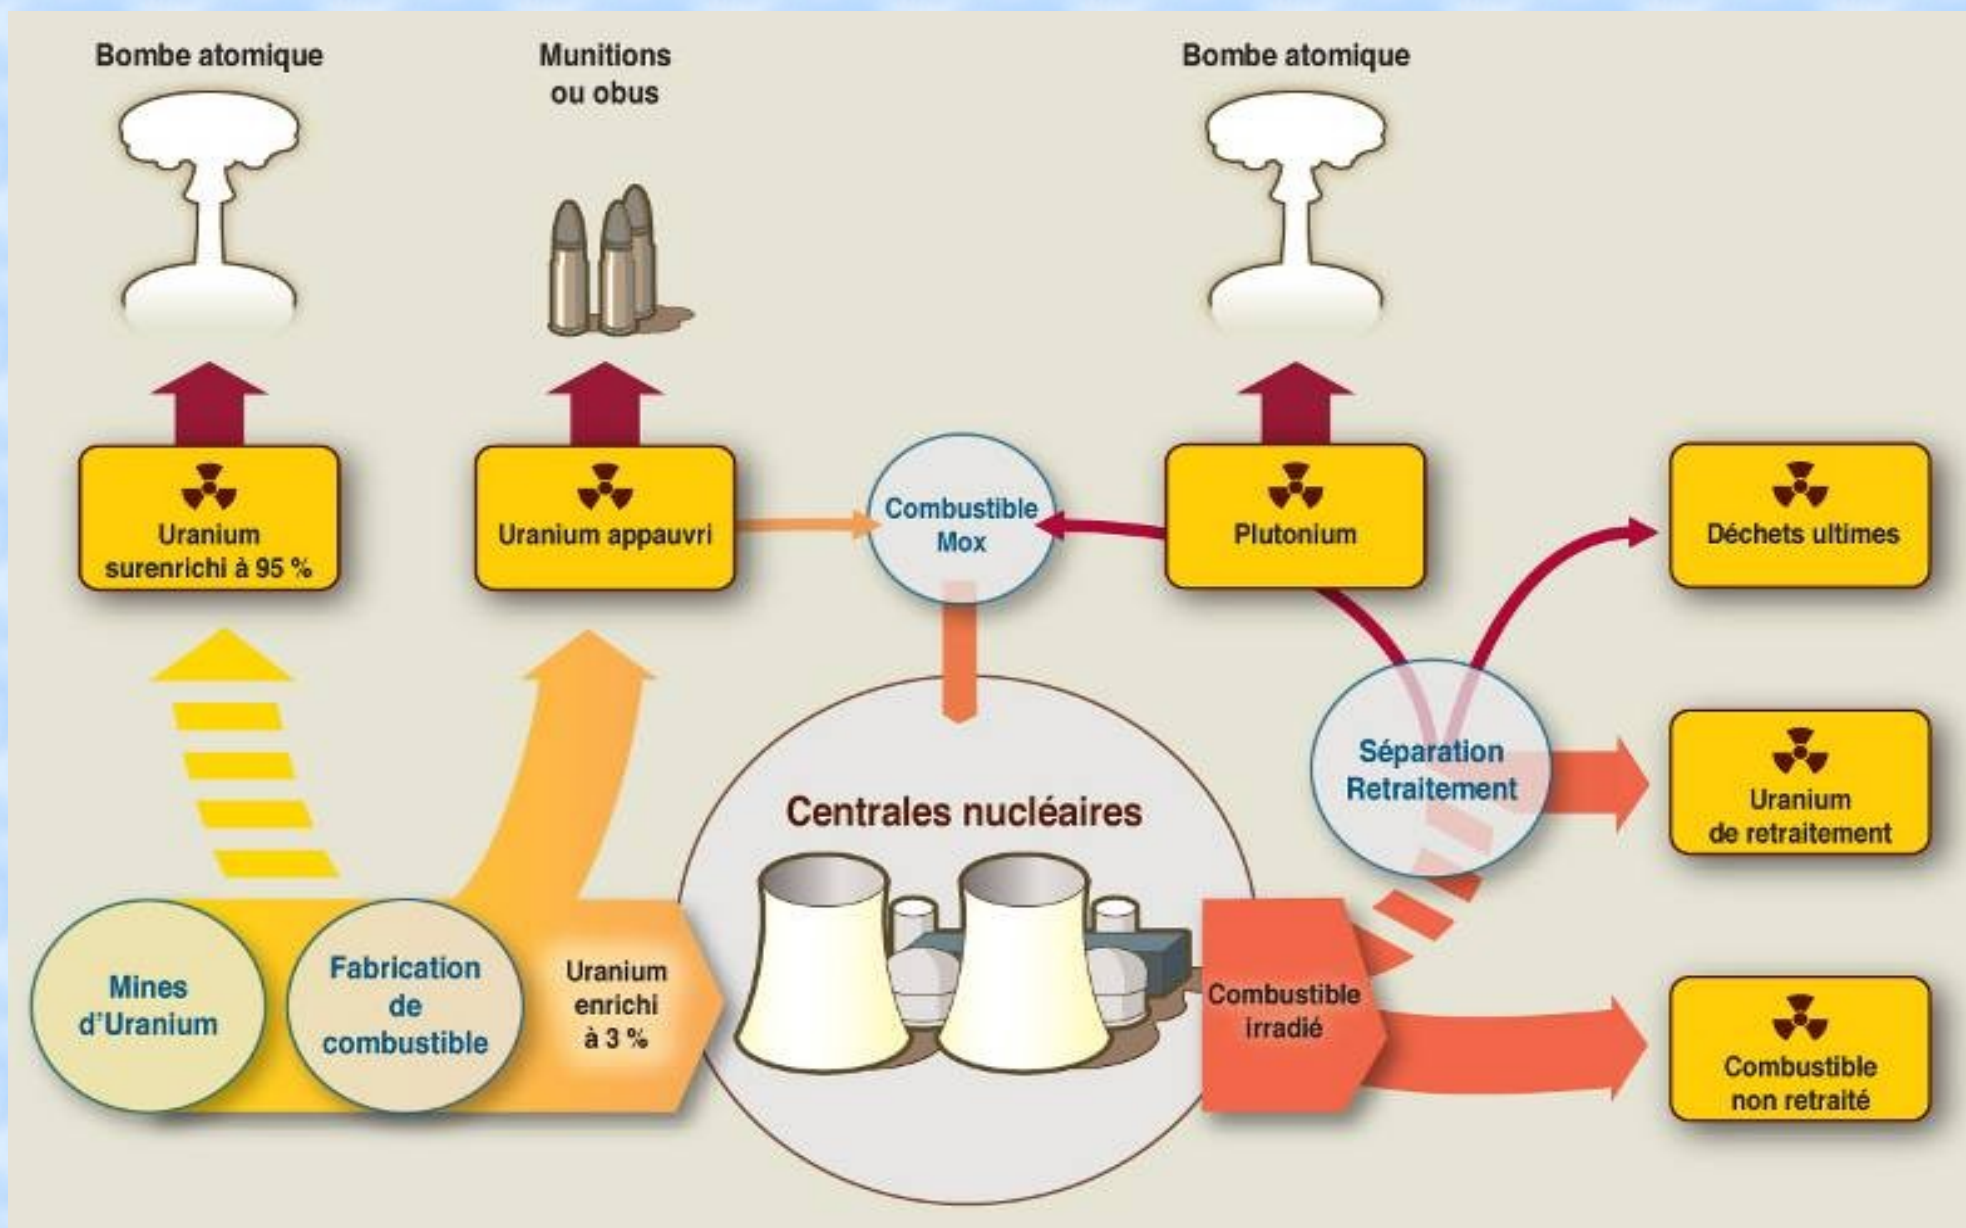 Bombe atomique
Munitions
ou obus
Bombe atomique
Uranium
surenrichi à 95 %
Uranium appauvri
Combustible
Mox
Plutonium
Déchets ultimes
Séparation
Retraitement
Uranium
de retraitement
Centrales nucléaires
Mines
d'Uranium
Fabrication
de
combustible
Uranium
enrichi
à 3 %
Combustible
irradié
Combustible
non retraité